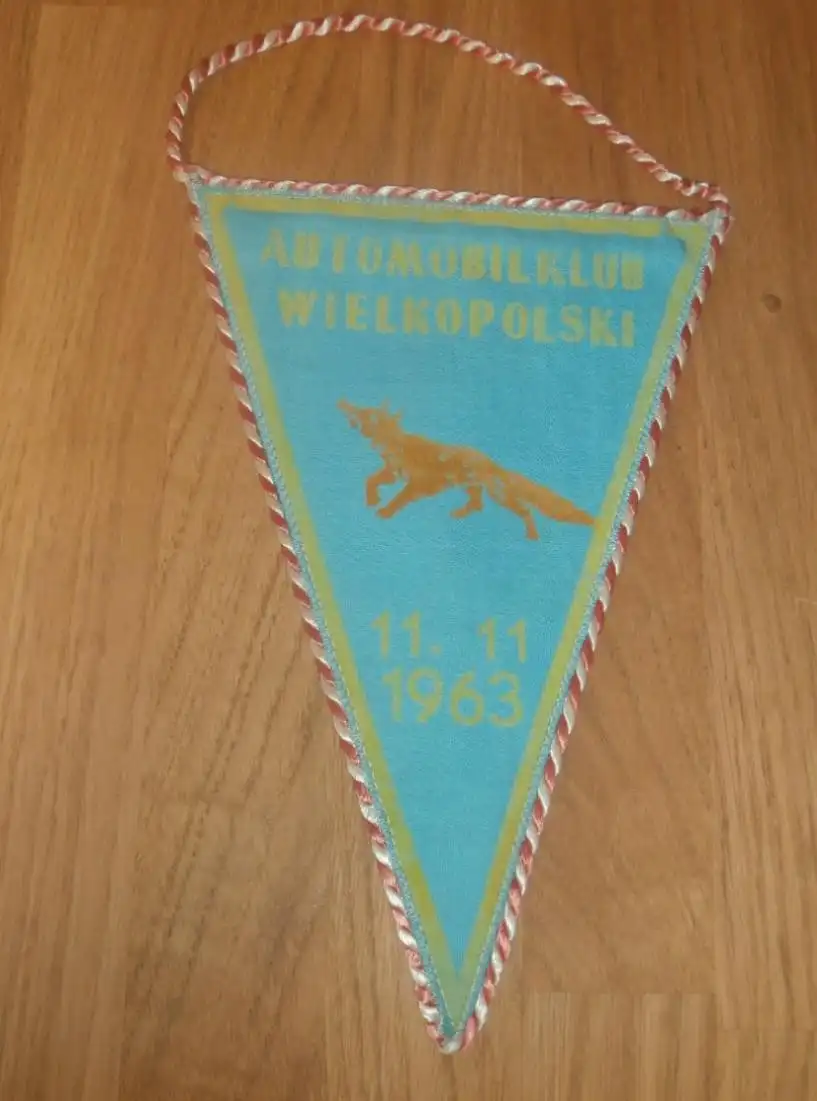 AUTOMOBILKLUB
WIELKOPOLSKI
11. 11
1963